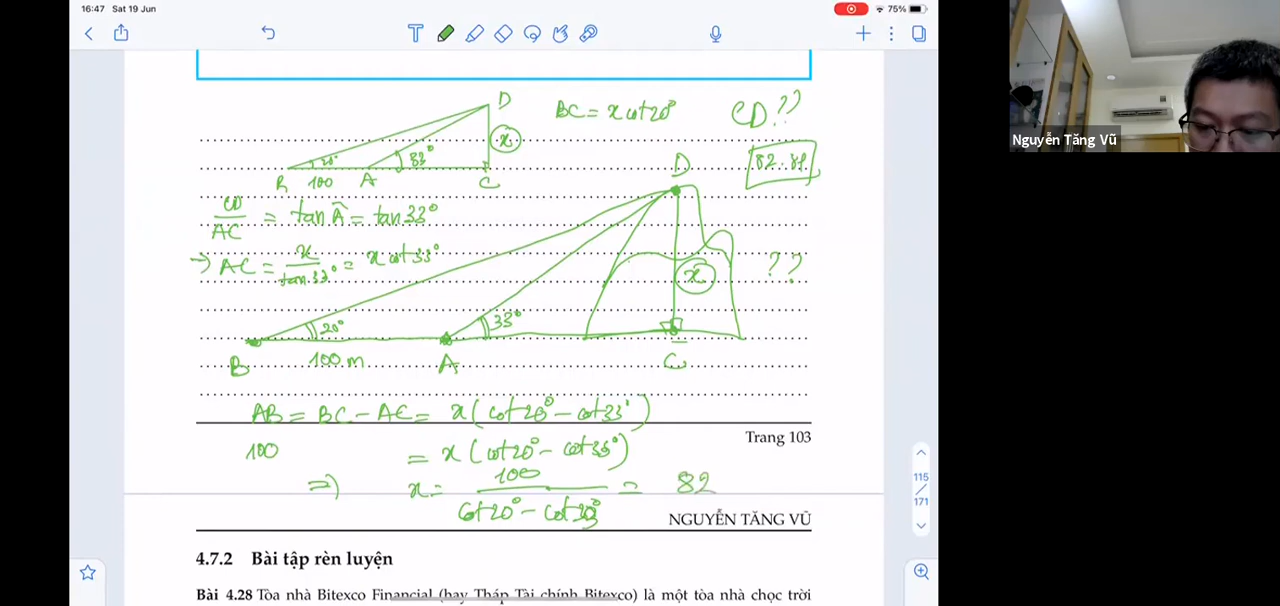 16:47 Sat 19 Jun
75%
Nguyễn Tăng Vũ
D
BC = x cot 20°
CD??
x
20°
33°
82.81
B 100 A C
D
CD/AC = tan Â = tan 33°
→ AC = x/tan 33° = x cot 33°
x
??
20°
33°
B 100 m A C
AB = BC - AC = x(cot 20° - cot 33°)
100 = x(cot 20° - cot 33°)
Trang 103
115
/
171
⇒ x = 100/(cot 20° - cot 33°) = 82
NGUYỄN TĂNG VŨ
4.7.2 Bài tập rèn luyện
Bài 4.28 Tòa nhà Bitexco Financial (hay Tháp Tài chính Bitexco) là một tòa nhà chọc trời